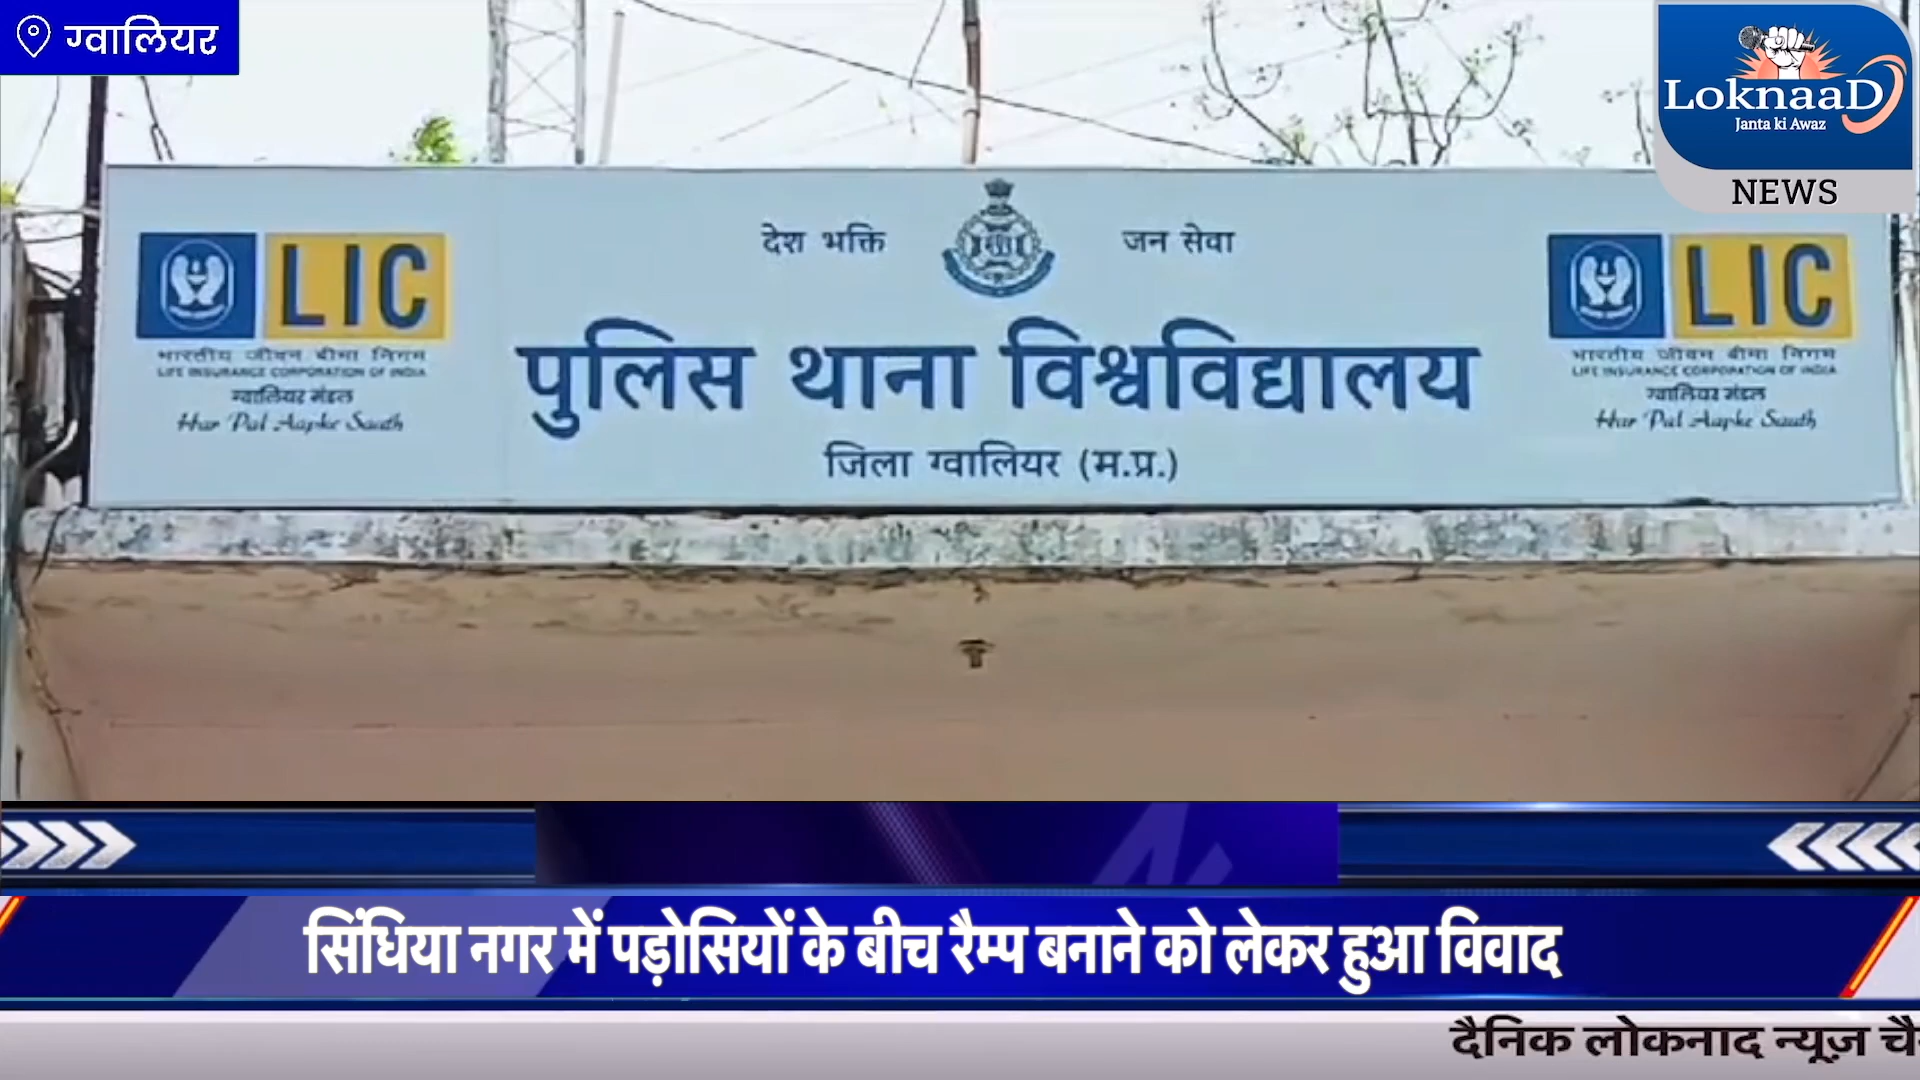 ग्वालियर
LoknaaD
Janta ki Awaz
NEWS
देश भक्ति जन सेवा
LIC
भारतीय जीवन बीमा निगम
LIFE INSURANCE CORPORATION OF INDIA
ग्वालियर मंडल
Har Pal Aapke Saath
पुलिस थाना विश्वविद्यालय
जिला ग्वालियर (म.प्र.)
LIC
भारतीय जीवन बीमा निगम
LIFE INSURANCE CORPORATION OF INDIA
ग्वालियर मंडल
Har Pal Aapke Saath
सिंधिया नगर में पड़ोसियों के बीच रैम्प बनाने को लेकर हुआ विवाद
दैनिक लोकनाद न्यूज़ चै